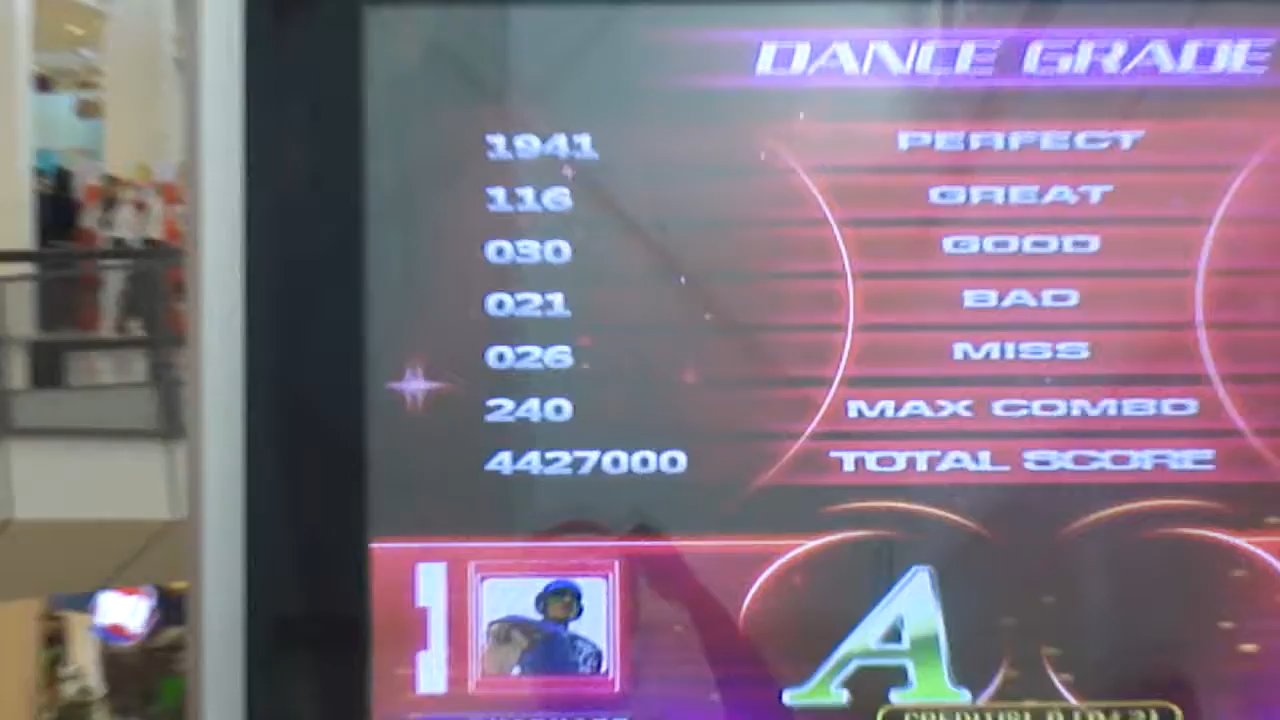 DANCE GRADE
1941 PERFECT
116 GREAT
030 GOOD
021 BAD
026 MISS
240 MAX COMBO
4427000 TOTAL SCORE
1
A